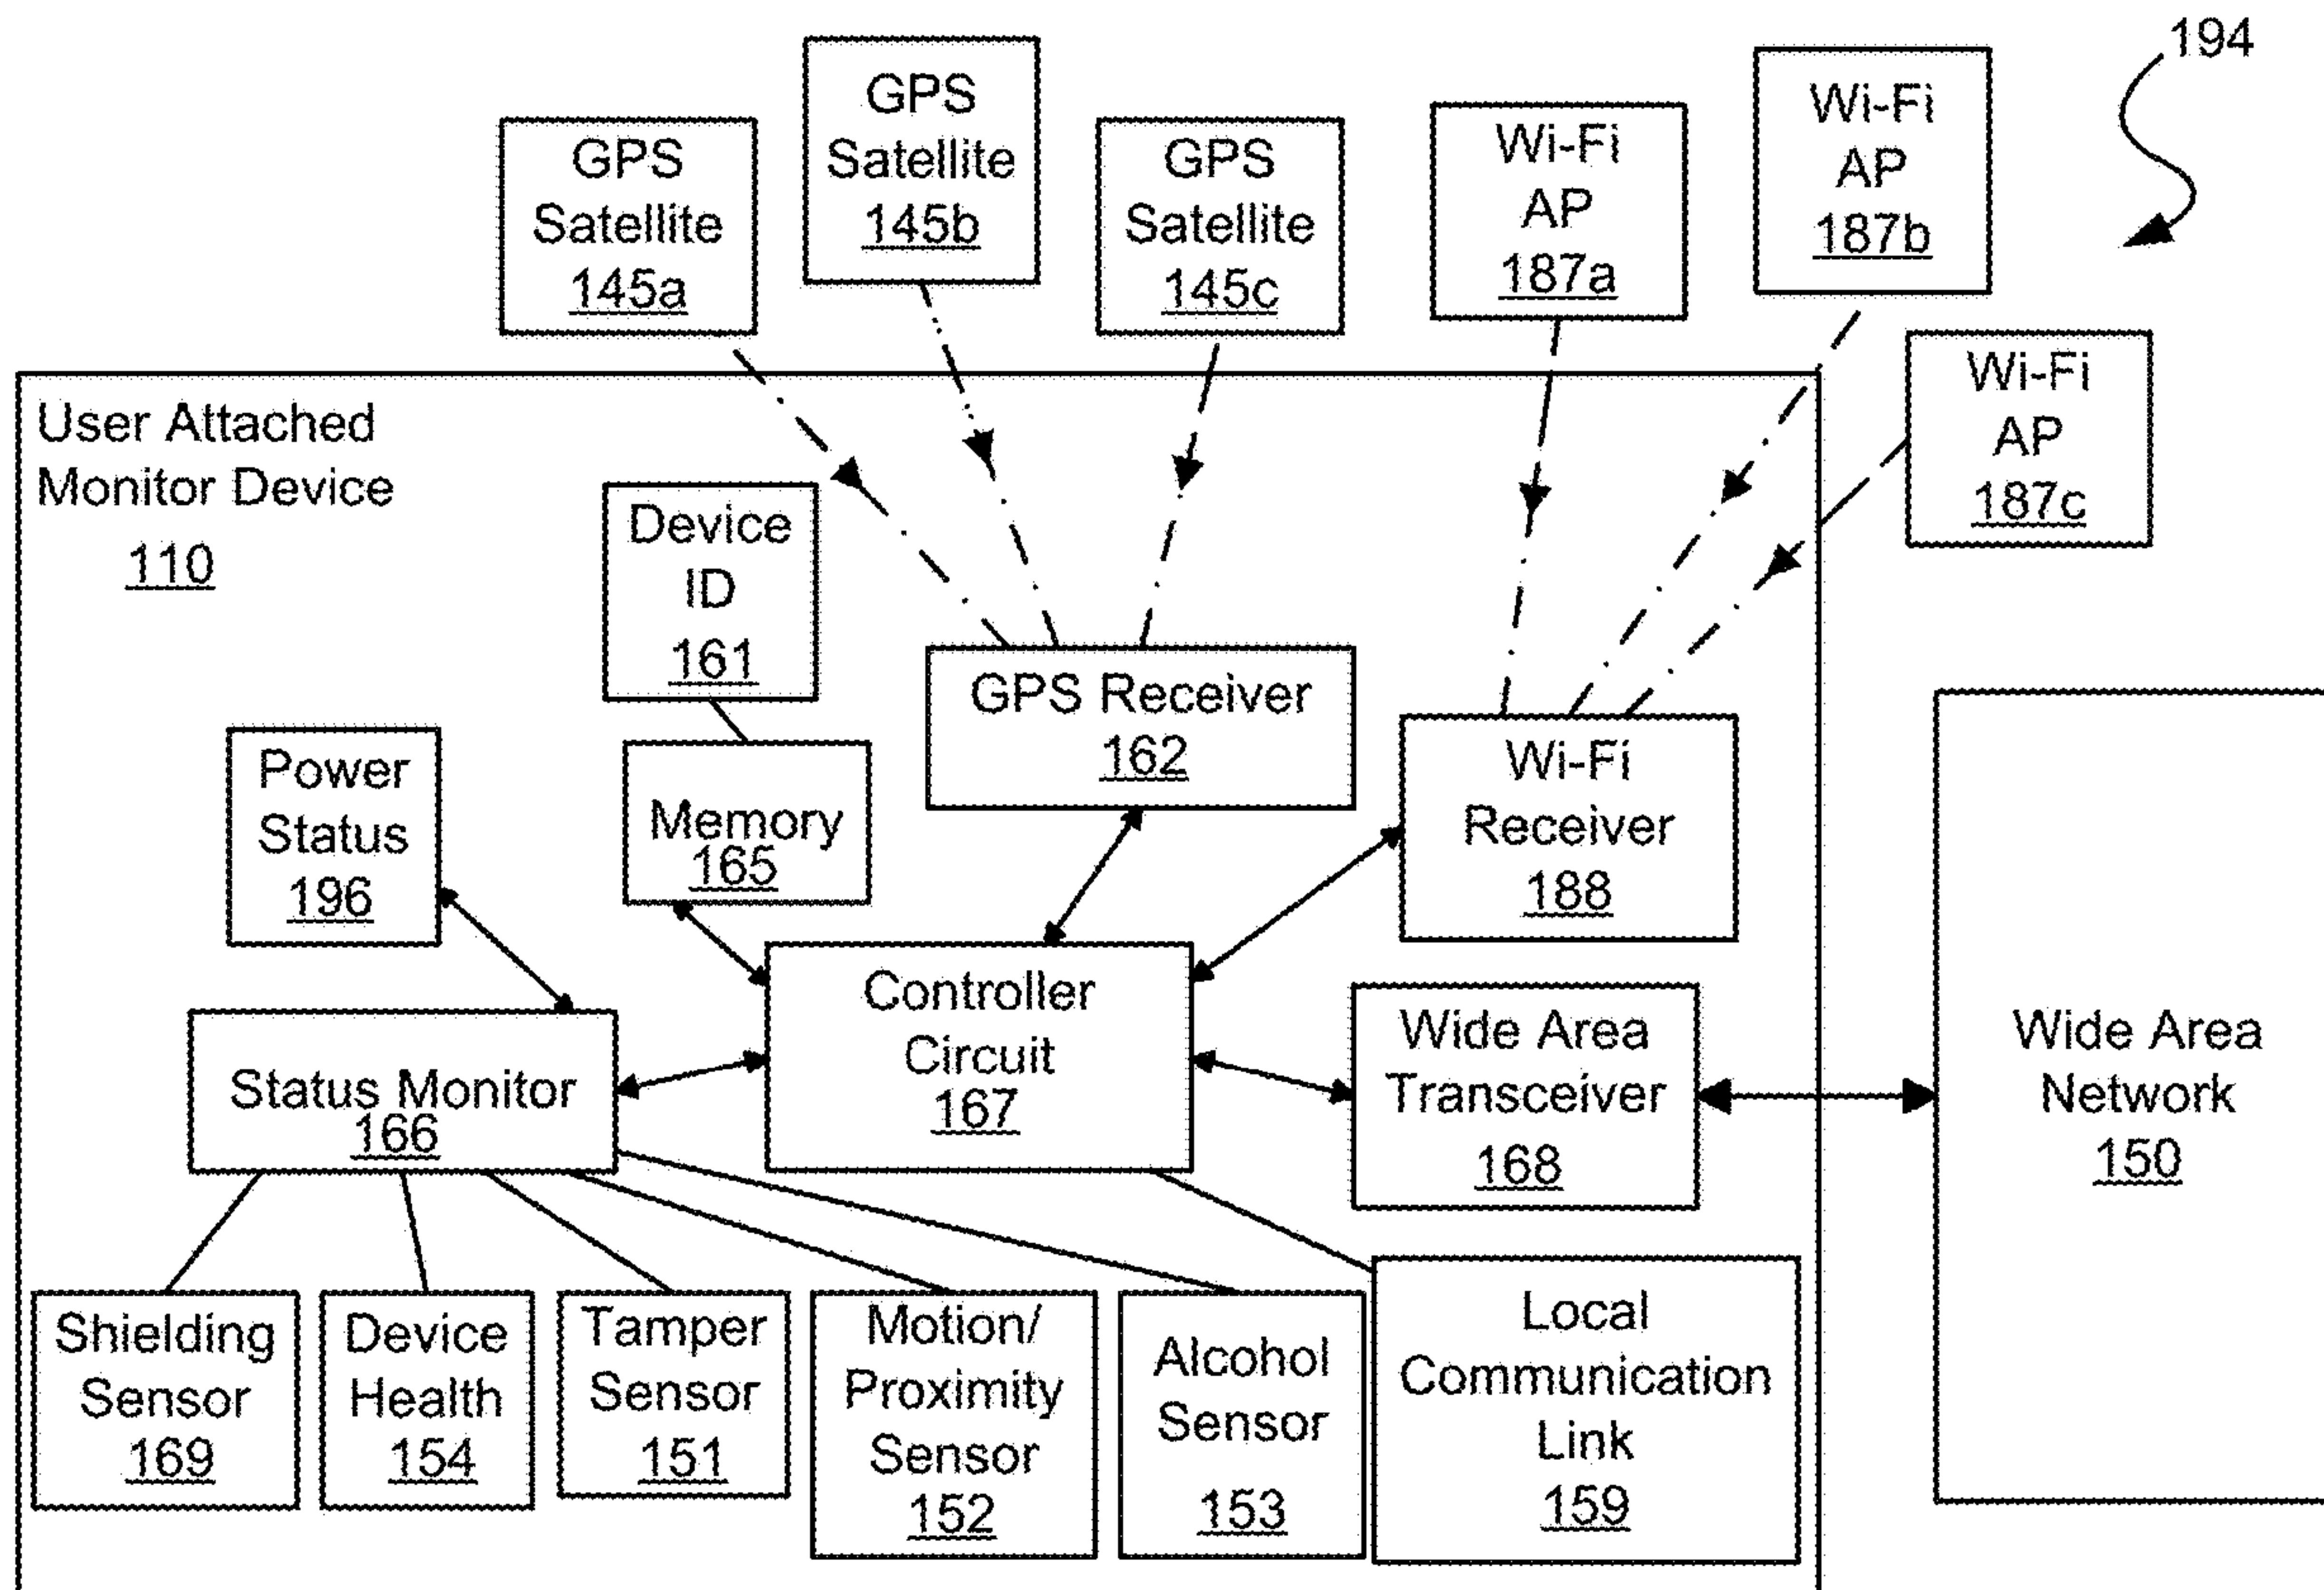 194
GPS
Satellite
145a
GPS
Satellite
145b
GPS
Satellite
145c
Wi-Fi
AP
187a
Wi-Fi
AP
187b
Wi-Fi
AP
187c
User Attached
Monitor Device
110
Device
ID
161
GPS Receiver
162
Power
Status
196
Memory
165
Wi-Fi
Receiver
188
Controller
Circuit
167
Status Monitor
166
Wide Area
Transceiver
168
Wide Area
Network
150
Shielding
Sensor
169
Device
Health
154
Tamper
Sensor
151
Motion/
Proximity
Sensor
152
Alcohol
Sensor
153
Local
Communication
Link
159